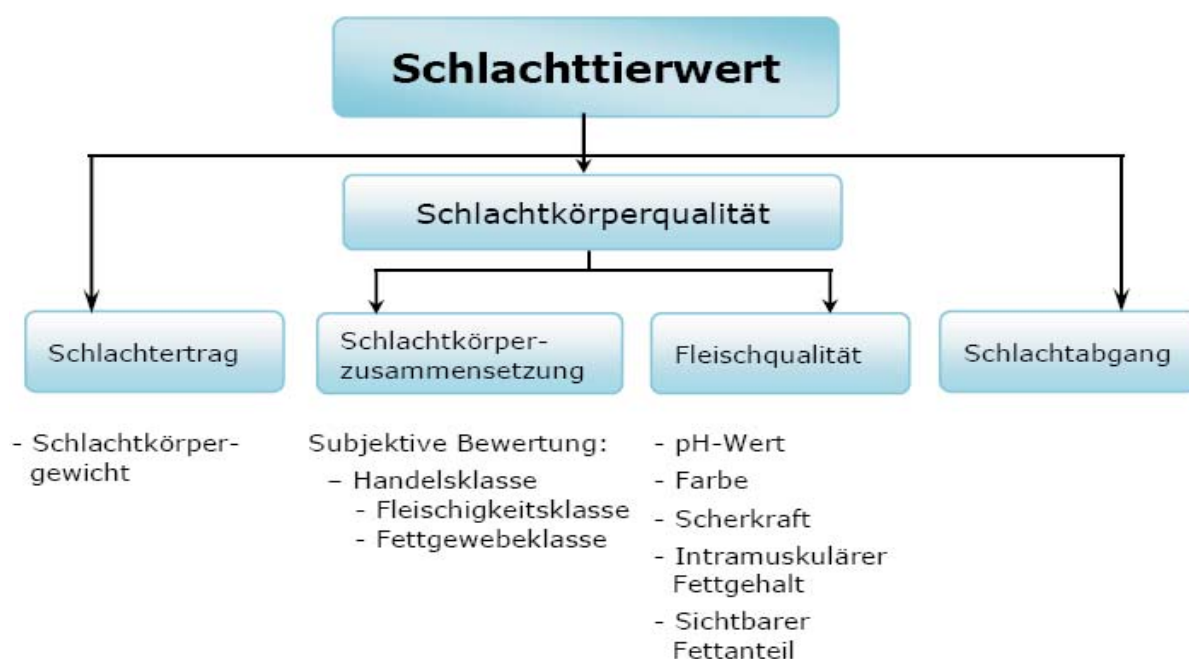 Schlachttierwert
Schlachtkörperqualität
Schlachtertrag
Schlachtkörper-
zusammensetzung
Fleischqualität
Schlachtabgang
- Schlachtkörper-
gewicht
Subjektive Bewertung:
– Handelsklasse
- Fleischigkeitsklasse
- Fettgewebeklasse
- pH-Wert
- Farbe
- Scherkraft
- Intramuskulärer
Fettgehalt
- Sichtbarer
Fettanteil